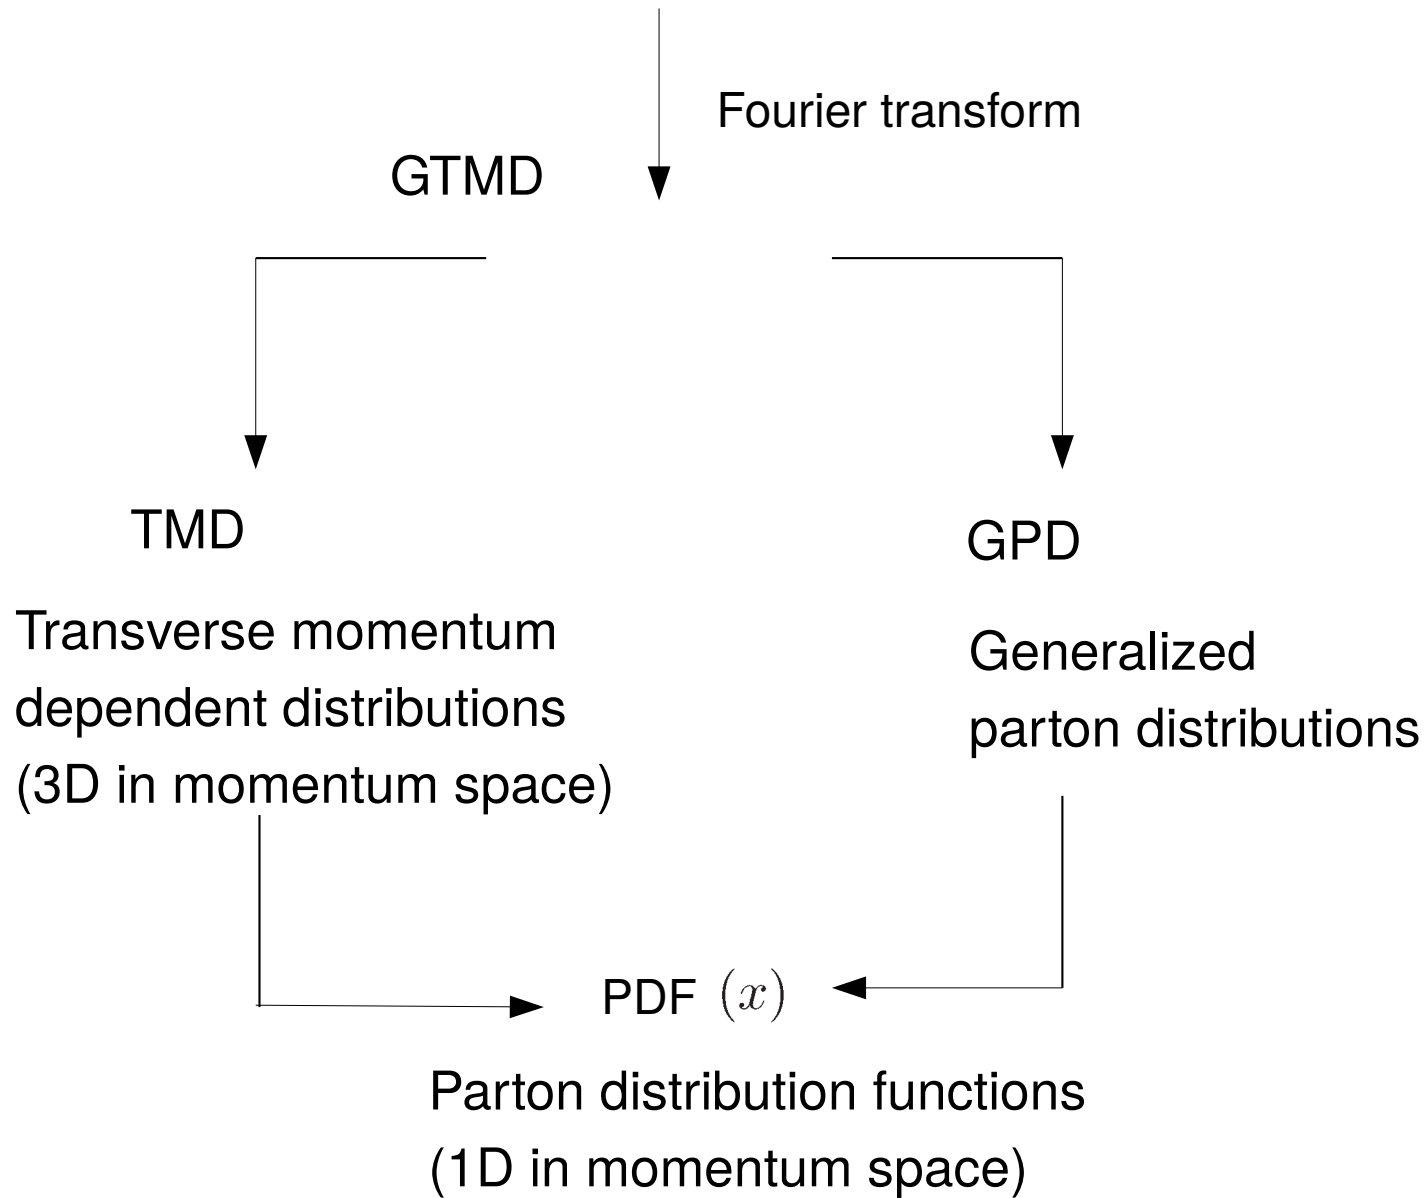 Fourier transform
GTMD
TMD
Transverse momentum
dependent distributions
(3D in momentum space)
GPD
Generalized
parton distributions
PDF (x)
Parton distribution functions
(1D in momentum space)